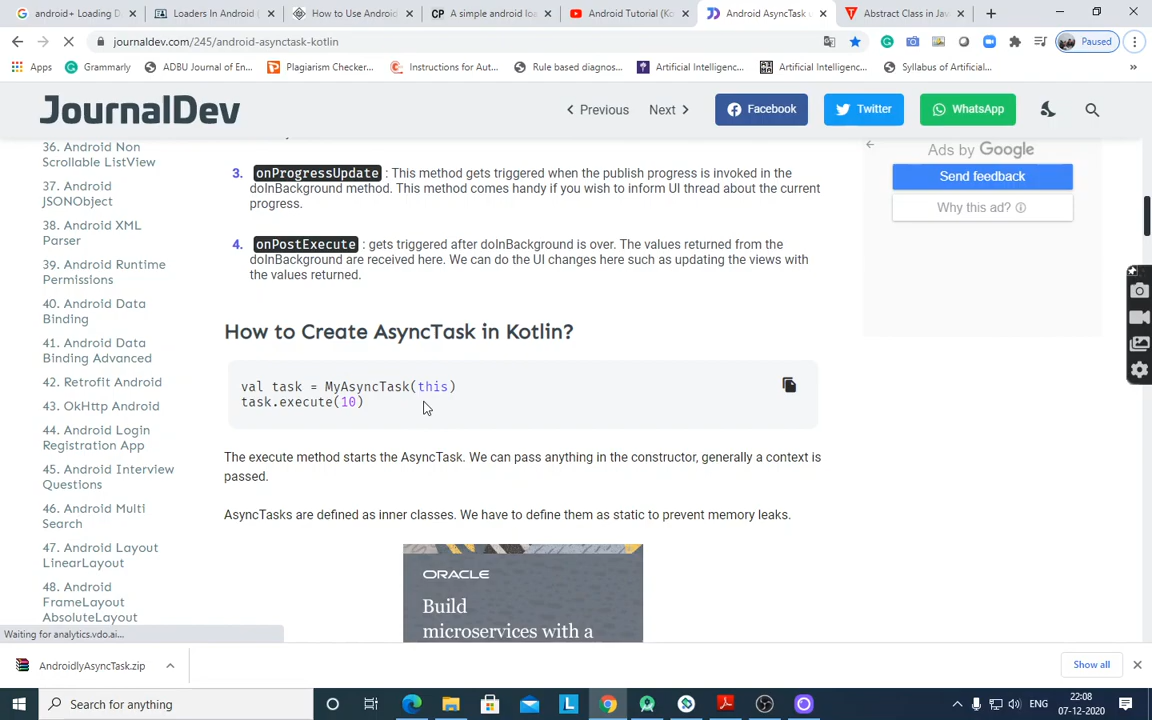 android+ Loading D
Loaders In Android (
How to Use Android
CP A simple android lo
Android Tutorial (Ko
Android AsyncTask
Abstract Class in Jav
journaldev.com/245/android-asynctask-kotlin
Paused
Apps
Grammarly
ADBU Journal of En...
Plagiarism Checker...
Instructions for Aut...
Rule based diagnos...
Artificial Intelligenc...
Artificial Intelligenc...
Syllabus of Artificial...
JournalDev
Previous
Next
Facebook
Twitter
WhatsApp
36. Android Non
Scrollable ListView
37. Android
JSONObject
38. Android XML
Parser
39. Android Runtime
Permissions
40. Android Data
Binding
41. Android Data
Binding Advanced
42. Retrofit Android
43. OkHttp Android
44. Android Login
Registration App
45. Android Interview
Questions
46. Android Multi
Search
47. Android Layout
LinearLayout
48. Android
FrameLayout
AbsoluteLayout
3. onProgressUpdate : This method gets triggered when the publish progress is invoked in the
doInBackground method. This method comes handy if you wish to inform UI thread about the current
progress.
4. onPostExecute : gets triggered after doInBackground is over. The values returned from the
doInBackground are received here. We can do the UI changes here such as updating the views with
the values returned.
How to Create AsyncTask in Kotlin?
val task = MyAsyncTask(this)
task.execute(10)
The execute method starts the AsyncTask. We can pass anything in the constructor, generally a context is
passed.
AsyncTasks are defined as inner classes. We have to define them as static to prevent memory leaks.
ORACLE
Build
microservices with a
Ads by Google
Send feedback
Why this ad?
Waiting for analytics.vdo.ai...
AndroidlyAsyncTask.zip
Show all
Search for anything
L
ENG
22:08
07-12-2020